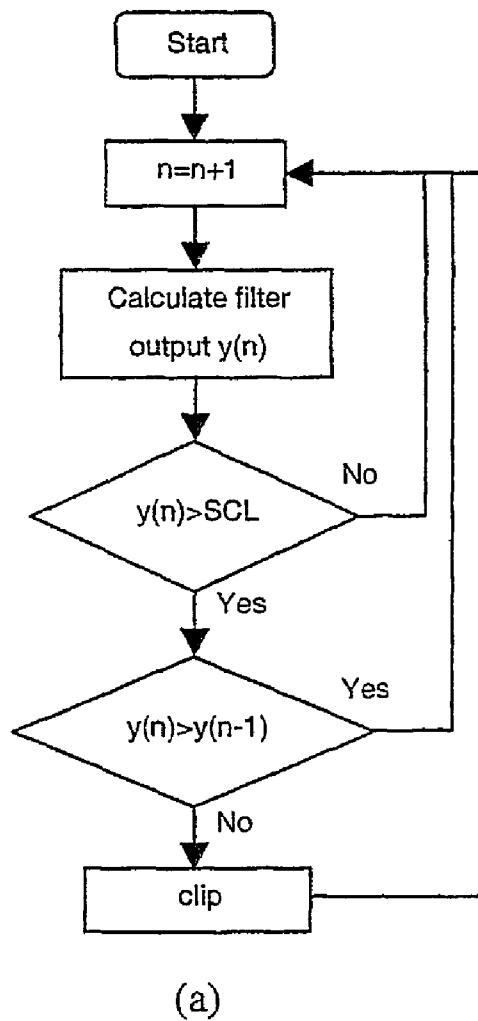 Start
n=n+1
Calculate filter
output y(n)
y(n)>SCL
No
Yes
y(n)>y(n-1)
Yes
No
clip
(a)